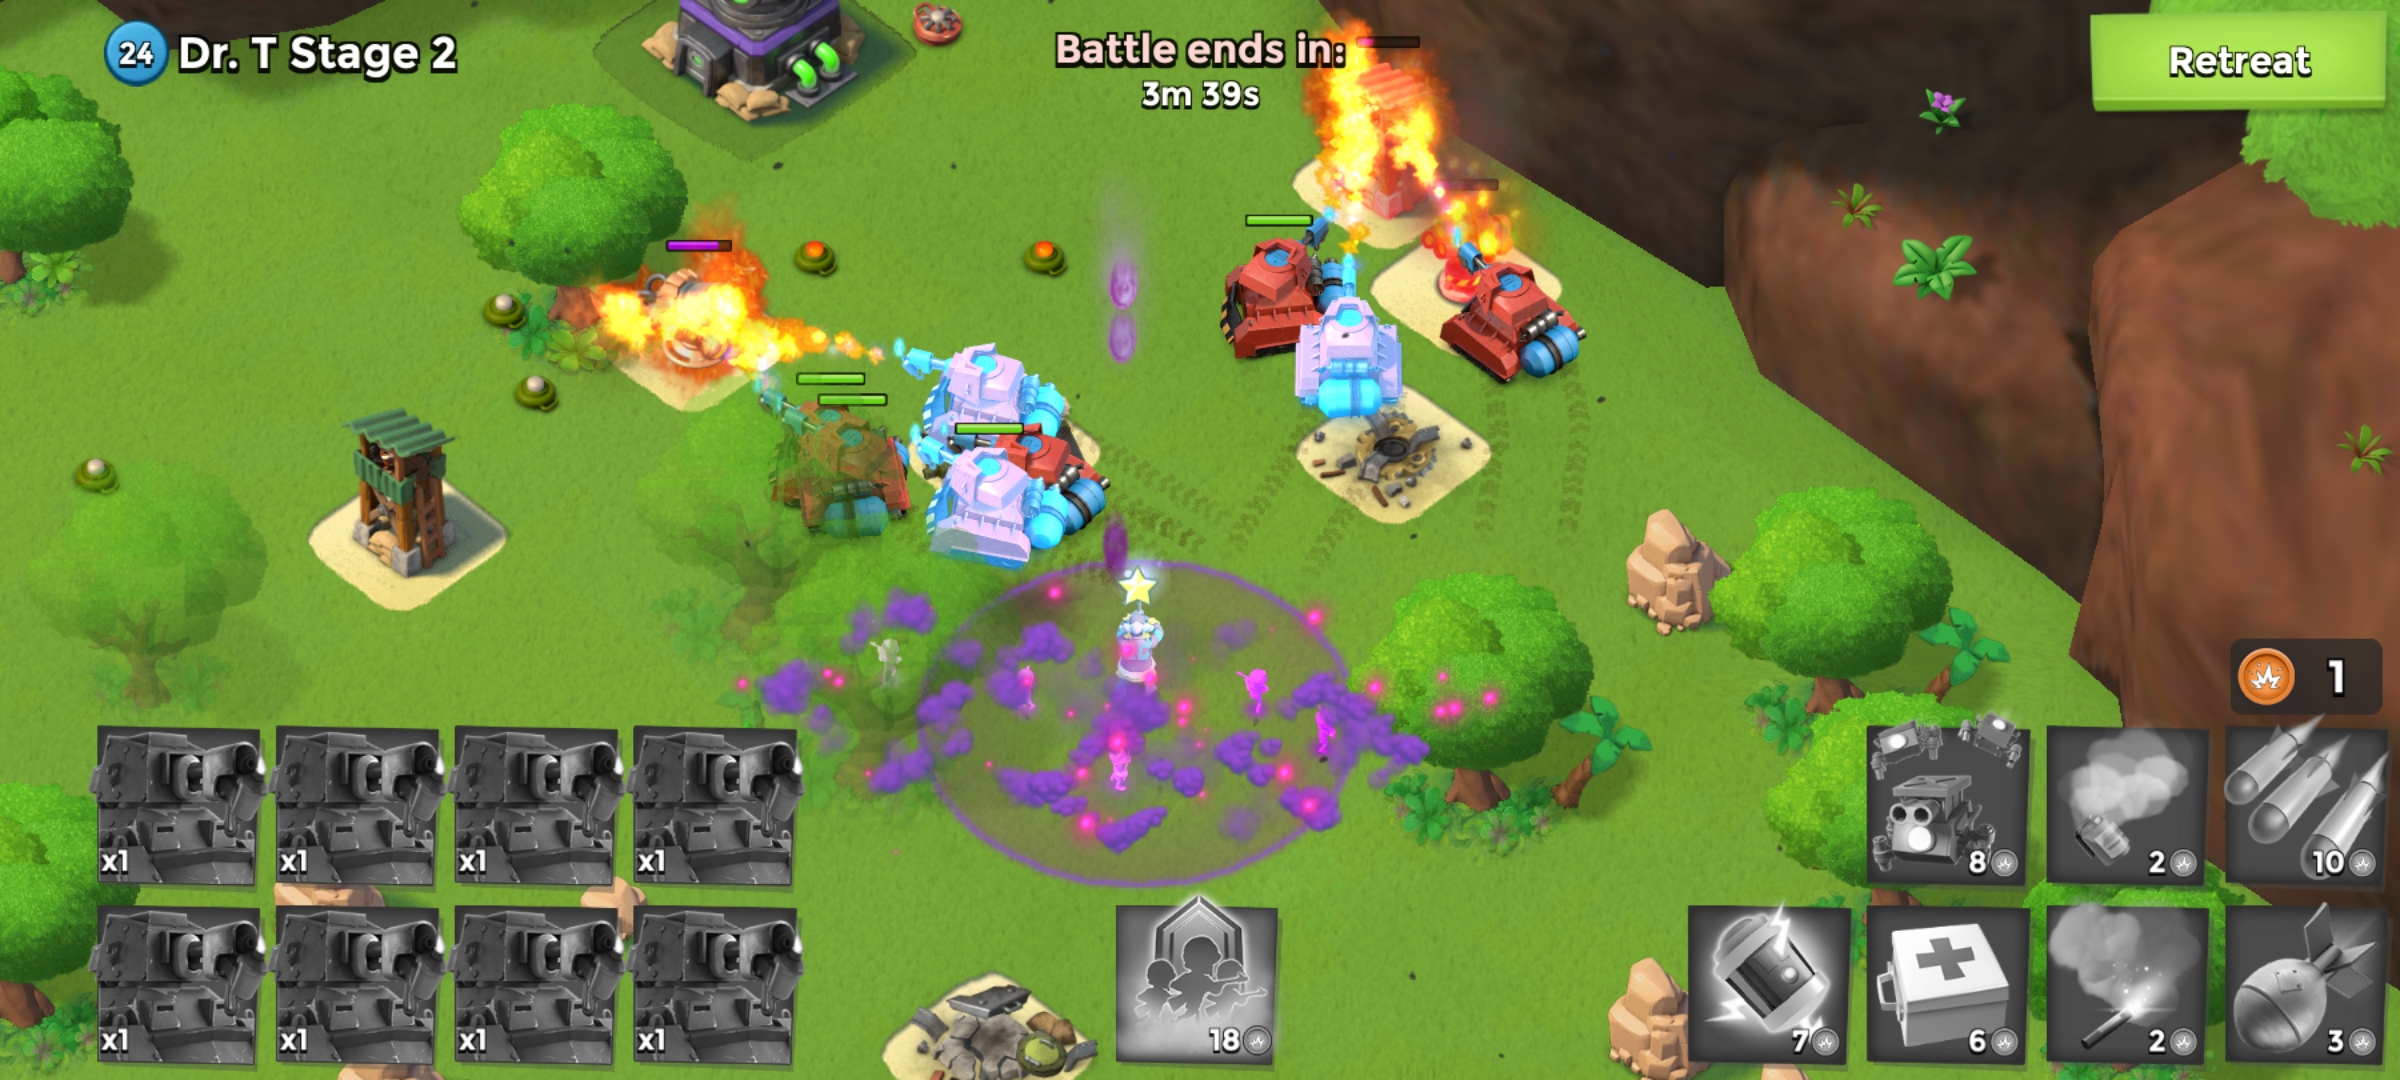 24 Dr. T Stage 2
Battle ends in:
3m 39s
Retreat
1
x1 x1 x1 x1
8 2 10
x1 x1 x1 x1
18
7 6 2 3